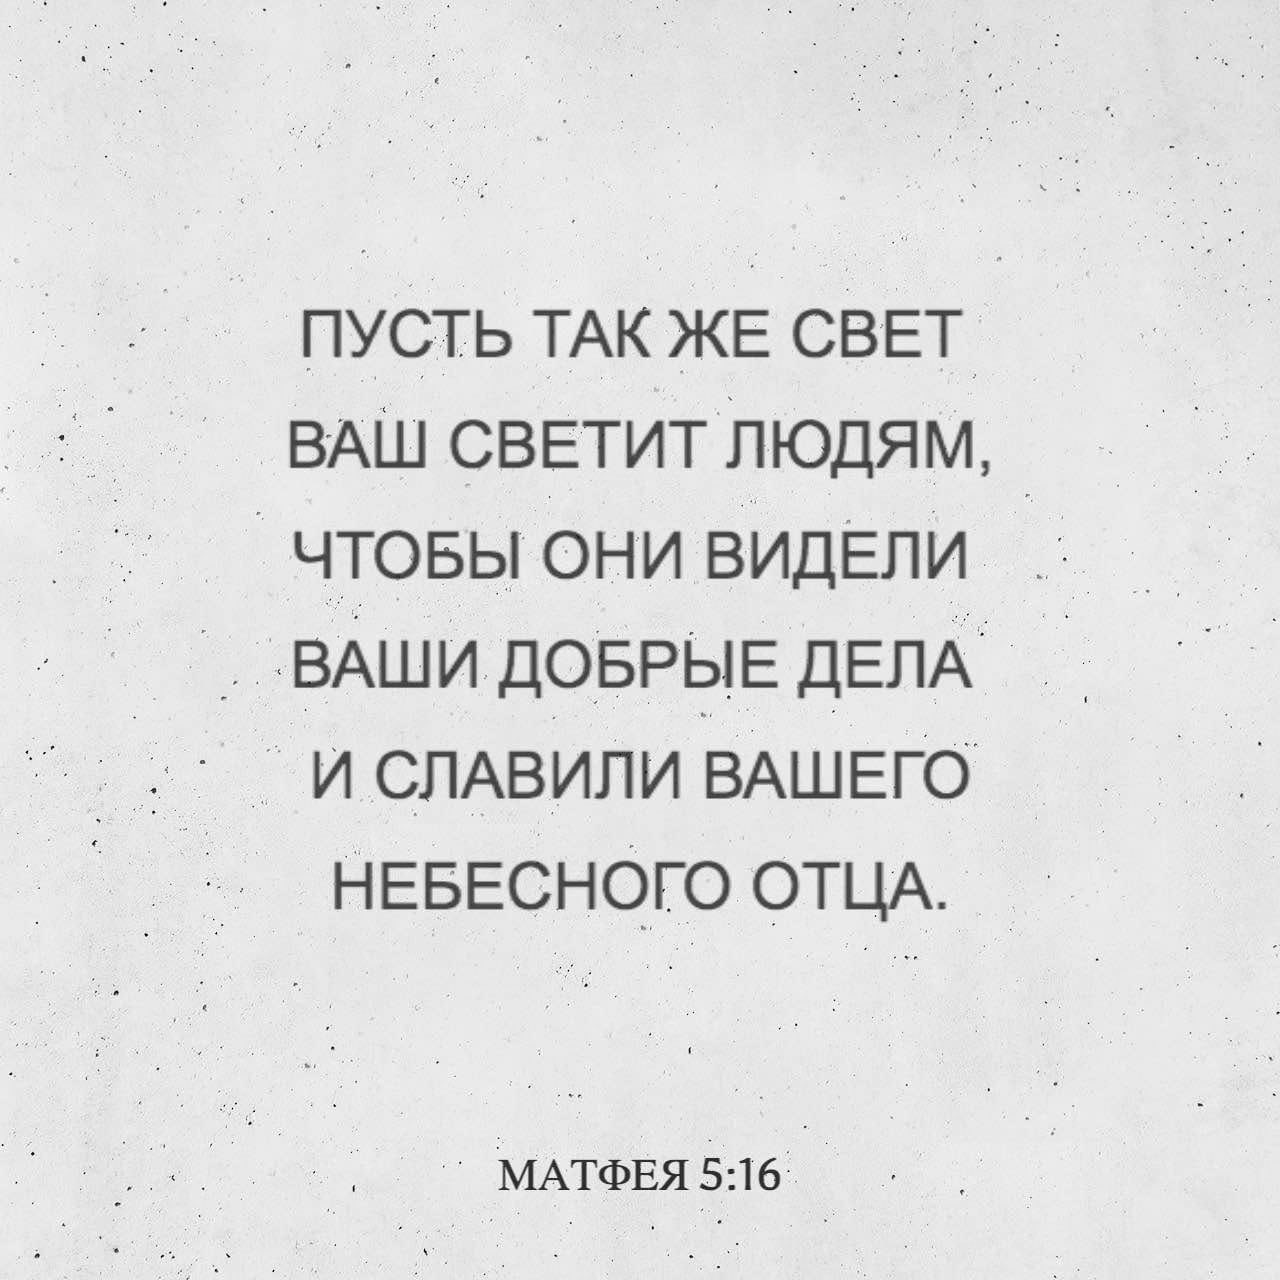 ПУСТЬ ТАК ЖЕ СВЕТ
ВАШ СВЕТИТ ЛЮДЯМ,
ЧТОБЫ ОНИ ВИДЕЛИ
ВАШИ ДОБРЫЕ ДЕЛА
И СЛАВИЛИ ВАШЕГО
НЕБЕСНОГО ОТЦА.
МАТФЕЯ 5:16